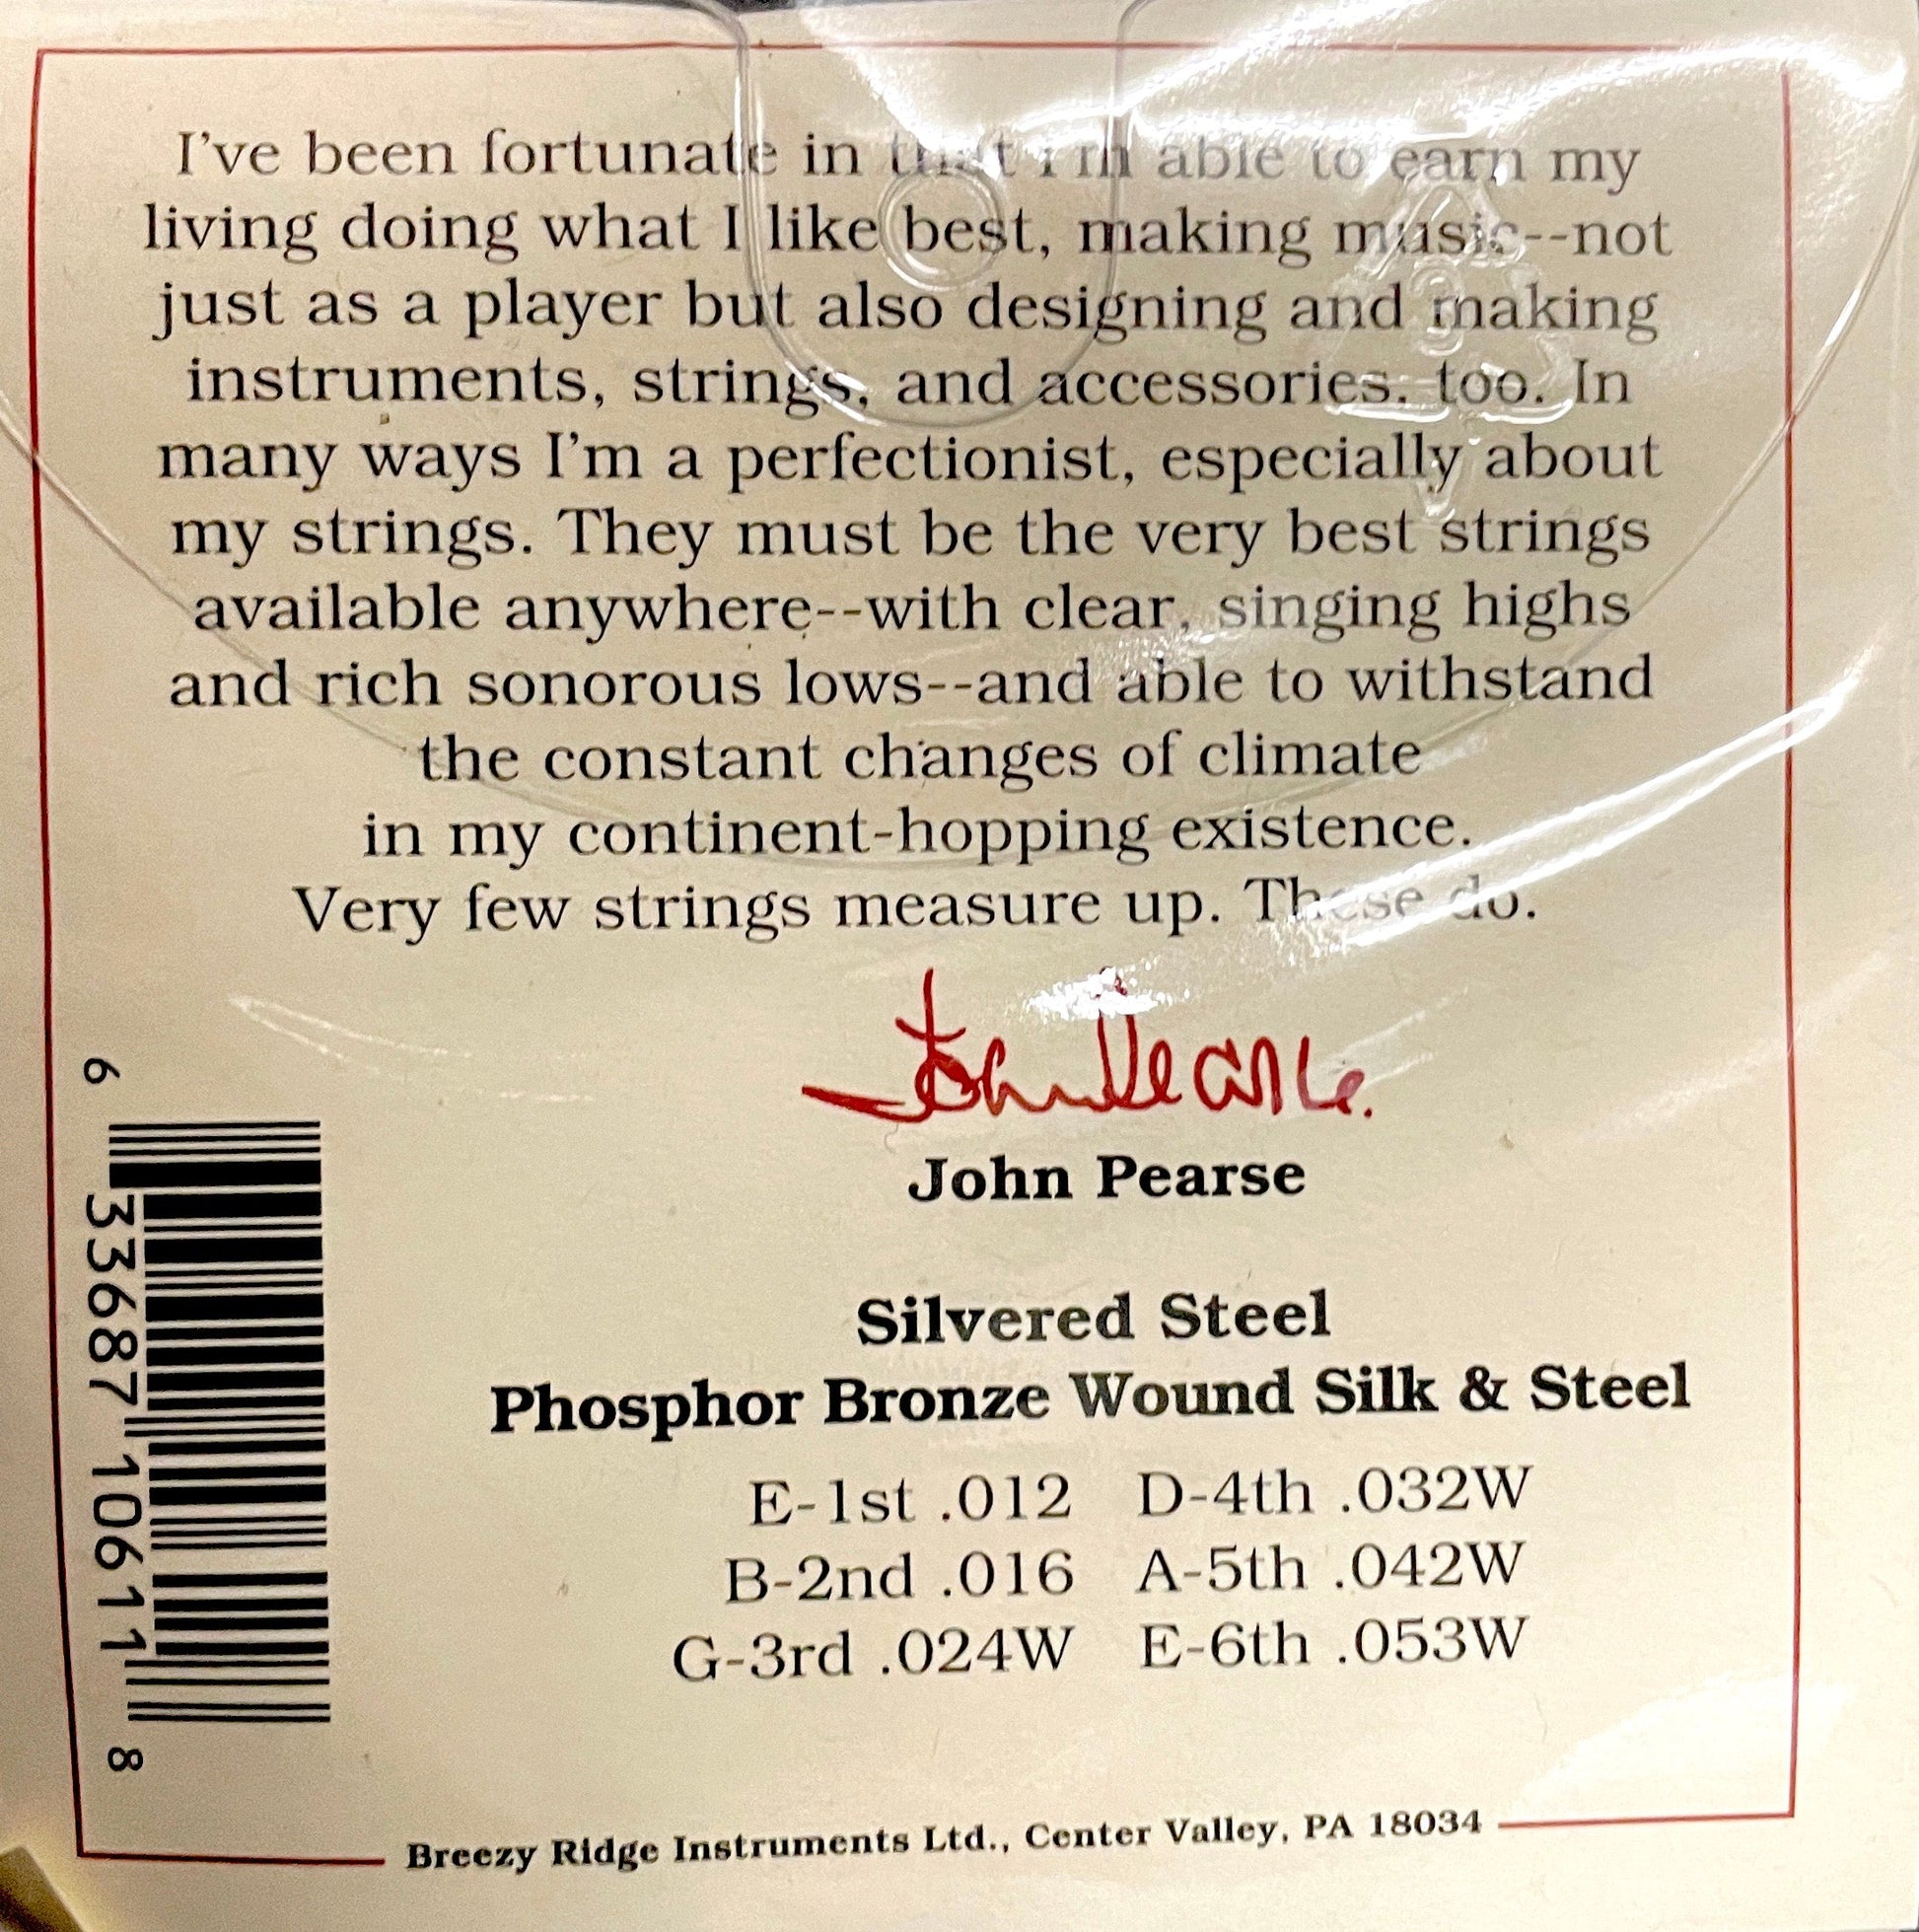 I've been fortunate in that i'm able to earn my
living doing what I like best, making music--not
just as a player but also designing and making
instruments, strings, and accessories, too. In
many ways I'm a perfectionist, especially about
my strings. They must be the very best strings
available anywhere--with clear, singing highs
and rich sonorous lows--and able to withstand
the constant changes of climate
in my continent-hopping existence.
Very few strings measure up. These do.
John Pearse.
John Pearse
Silvered Steel
Phosphor Bronze Wound Silk & Steel
E-1st .012 D-4th .032W
B-2nd .016 A-5th .042W
G-3rd .024W E-6th .053W
6 33687 10611 8
Breezy Ridge Instruments Ltd., Center Valley, PA 18034